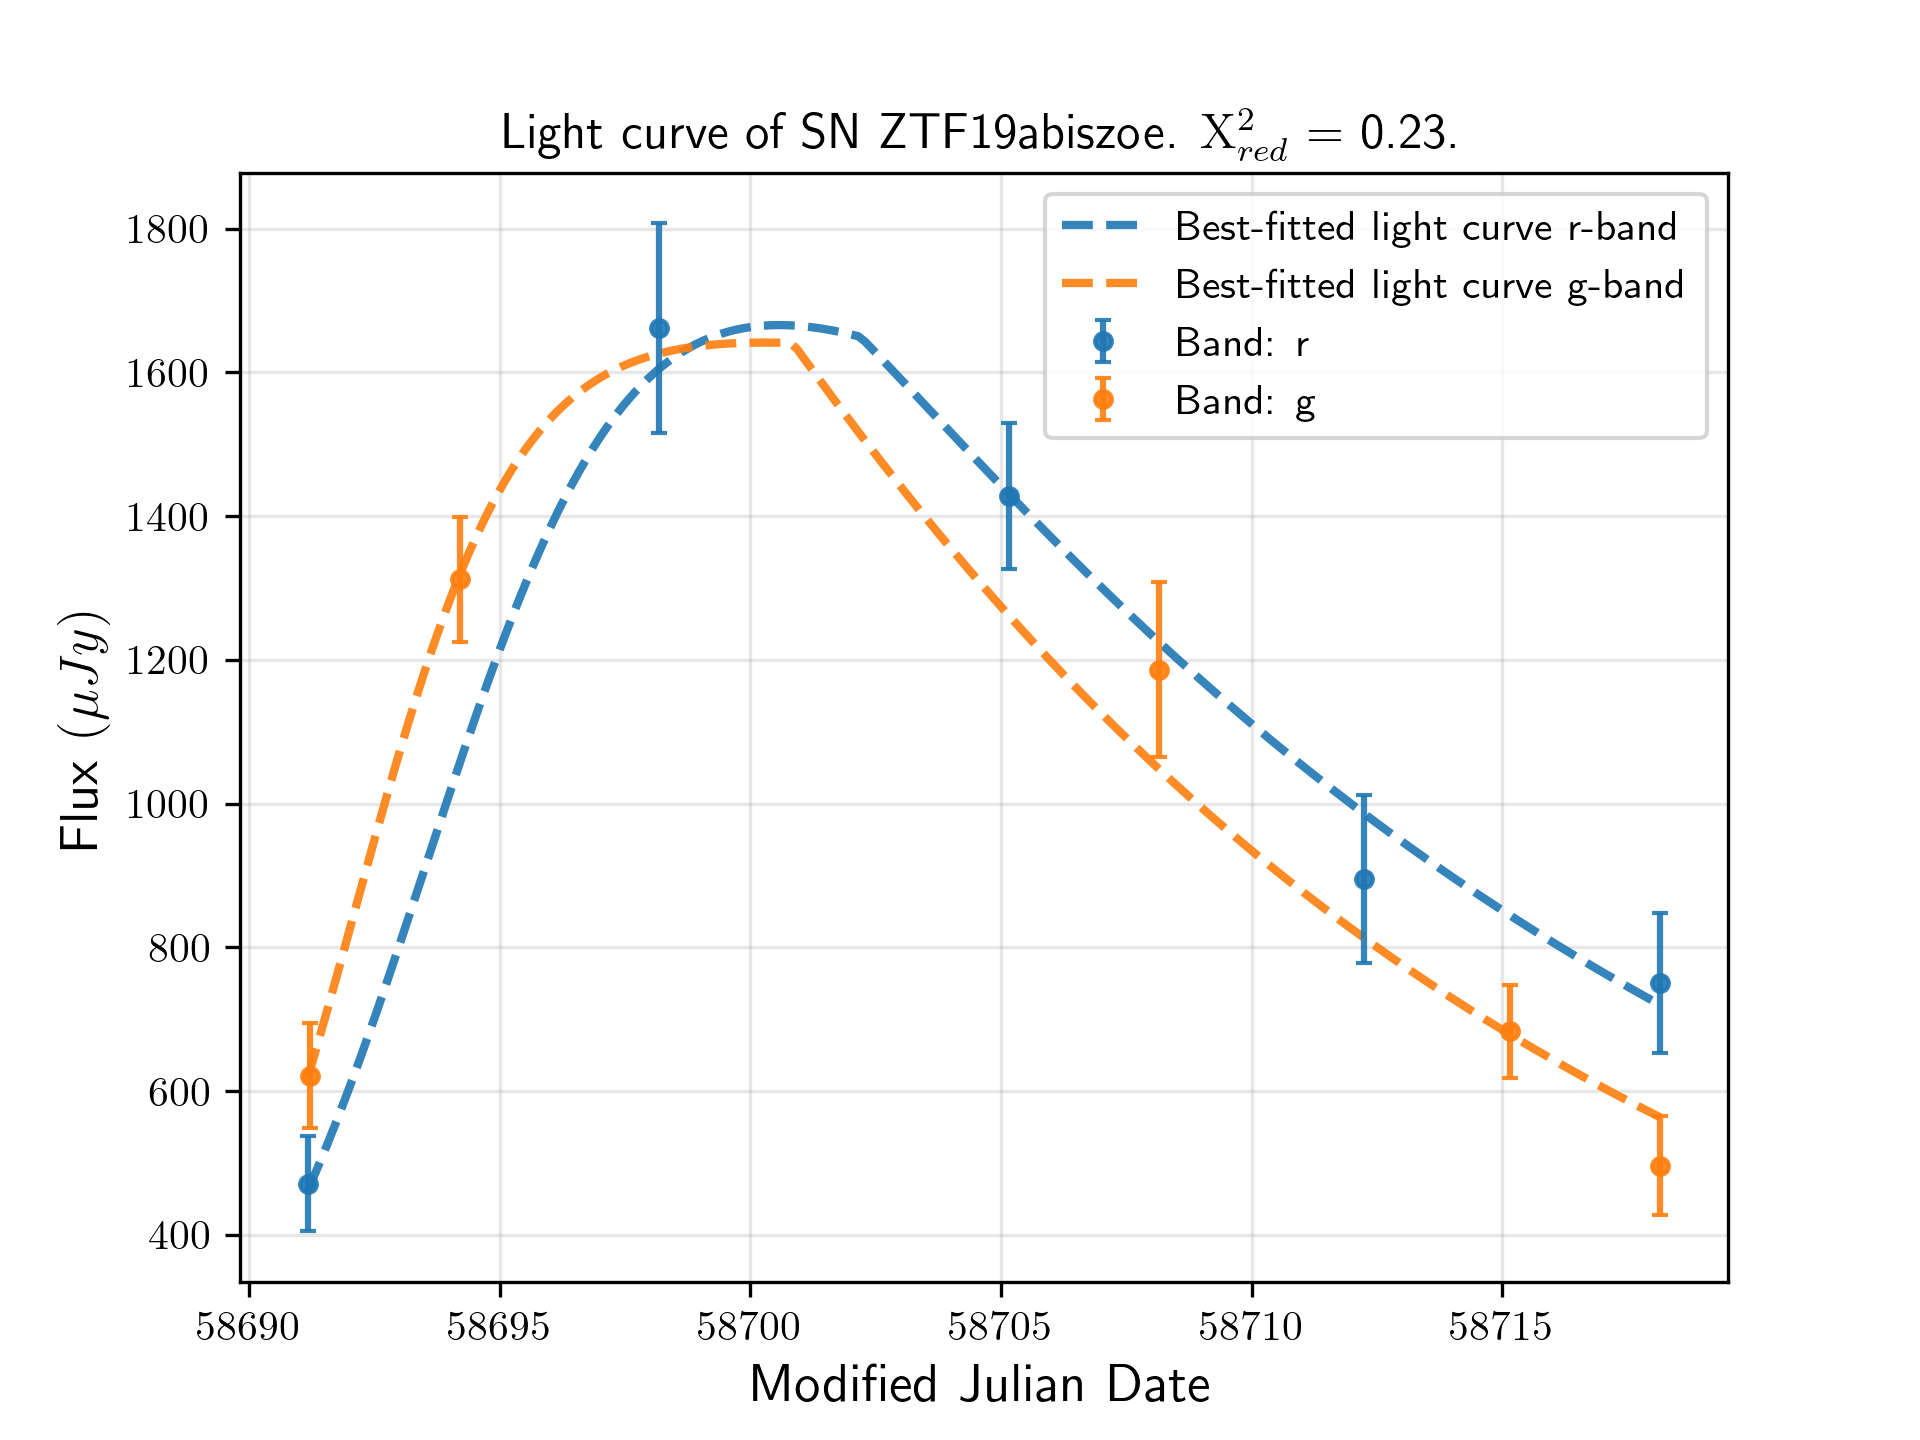 Light curve of SN ZTF19abiszoe. X²_red = 0.23.
Best-fitted light curve r-band
Best-fitted light curve g-band
Band: r
Band: g
Flux (μJy)
1800
1600
1400
1200
1000
800
600
400
58690 58695 58700 58705 58710 58715
Modified Julian Date